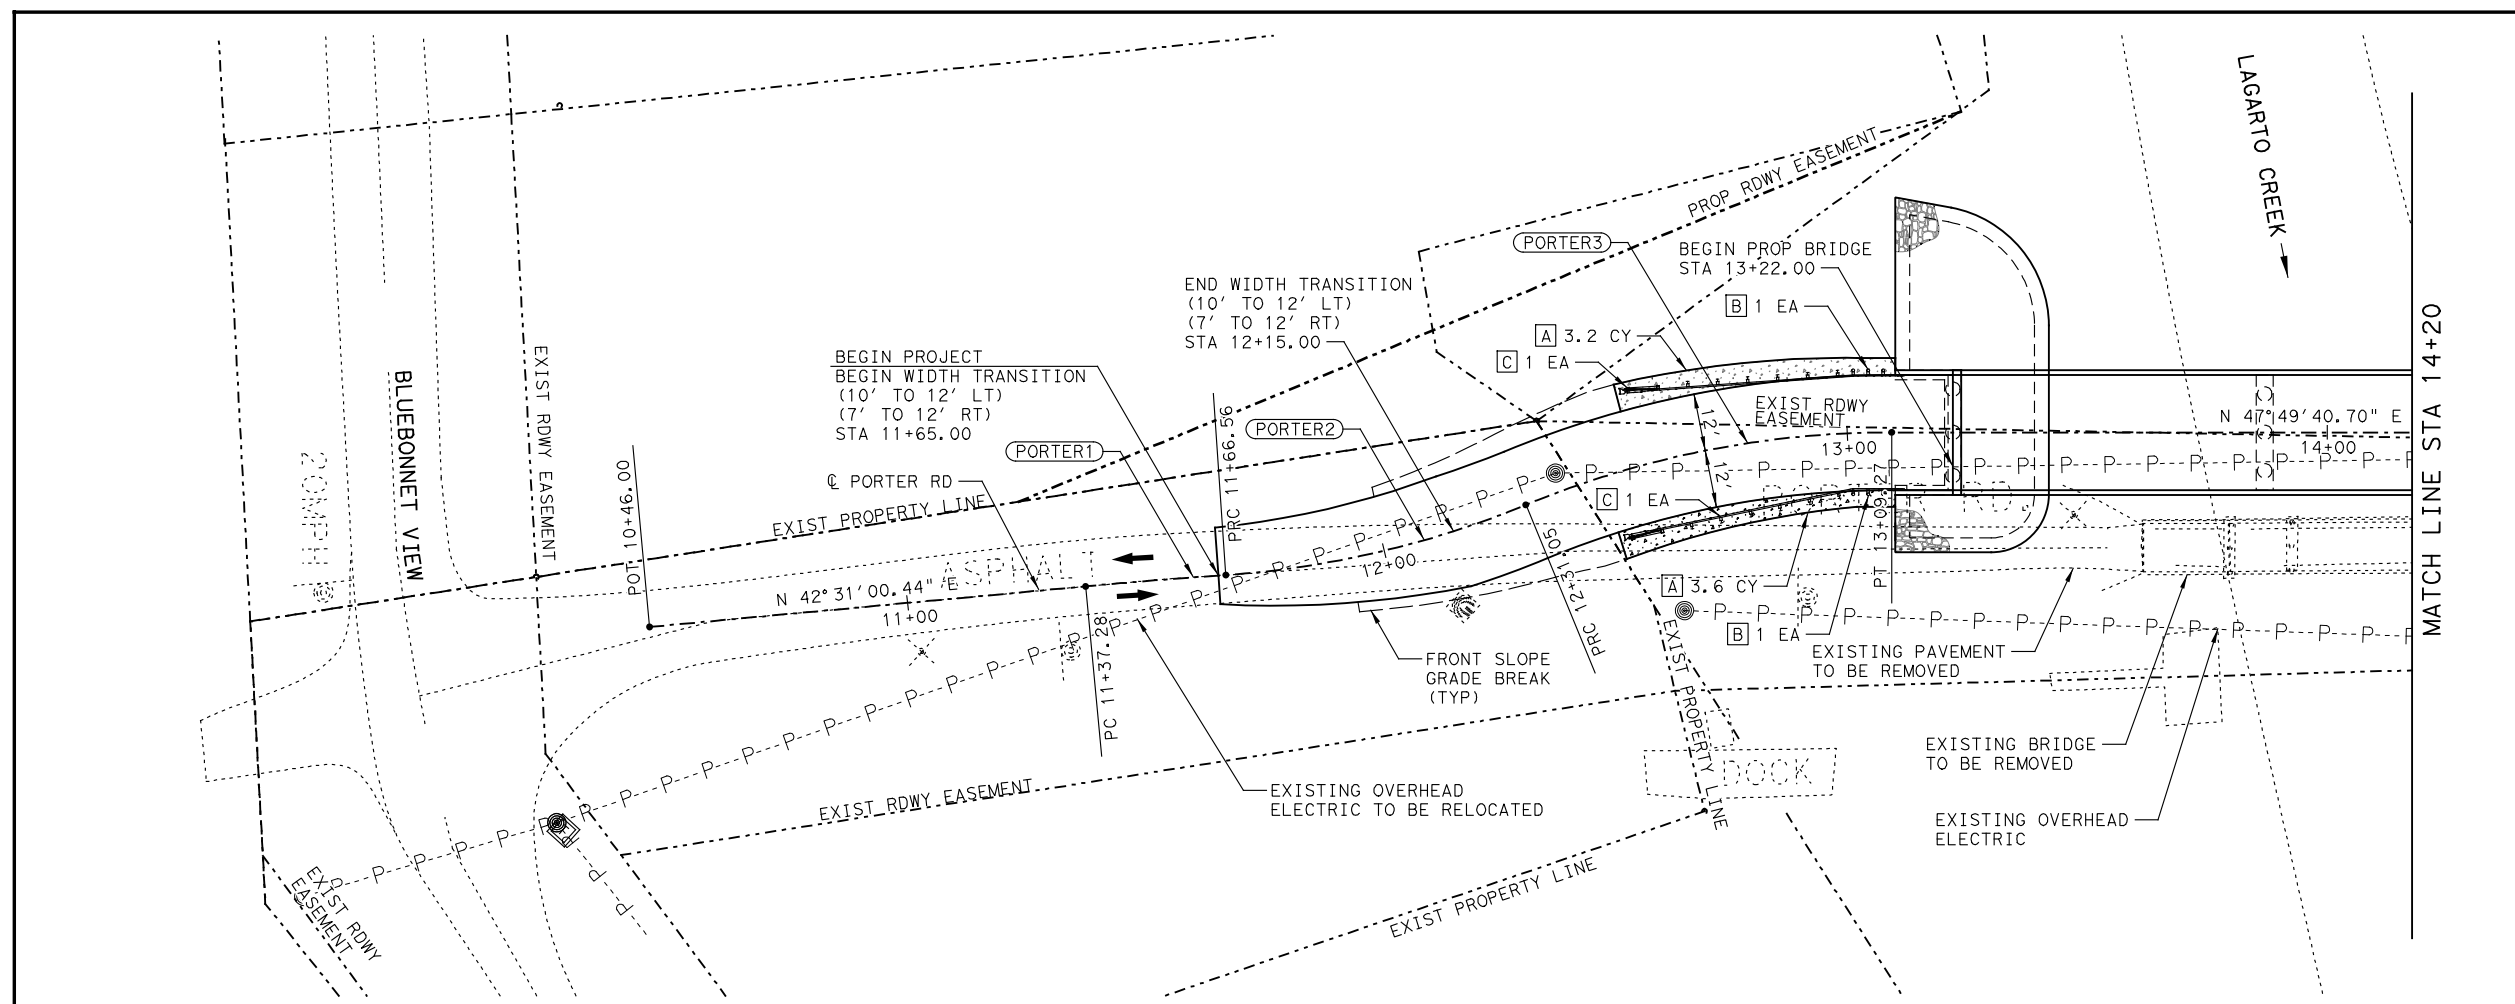 LAGARTO CREEK
PROP RDWY EASEMENT
PORTER3
BEGIN PROP BRIDGE
STA 13+22.00
END WIDTH TRANSITION
(10' TO 12' LT)
(7' TO 12' RT)
STA 12+15.00
B 1 EA
A 3.2 CY
C 1 EA
BEGIN PROJECT
BEGIN WIDTH TRANSITION
(10' TO 12' LT)
(7' TO 12' RT)
STA 11+65.00
EXIST RDWY EASEMENT
BLUEBONNET VIEW
20MPH
PRC 11+66.56
PORTER2
PORTER1
12'
12'
EXIST RDWY
EASEMENT
N 47°49'40.70" E
13+00
14+00
MATCH LINE STA 14+20
POT 10+46.00
℄ PORTER RD
EXIST PROPERTY LINE
C 1 EA
PT 13+09.27
ASPHALT
N 42°31'00.44" E
11+00
12+00
PRC 12+31.05
PC 11+37.28
A 3.6 CY
B 1 EA
EXISTING PAVEMENT
TO BE REMOVED
FRONT SLOPE
GRADE BREAK
(TYP)
EXIST PROPERTY LINE
EXISTING BRIDGE
TO BE REMOVED
DOCK
EXIST RDWY EASEMENT
EXISTING OVERHEAD
ELECTRIC TO BE RELOCATED
EXISTING OVERHEAD
ELECTRIC
EXIST RDWY
EASEMENT
EXIST PROPERTY LINE